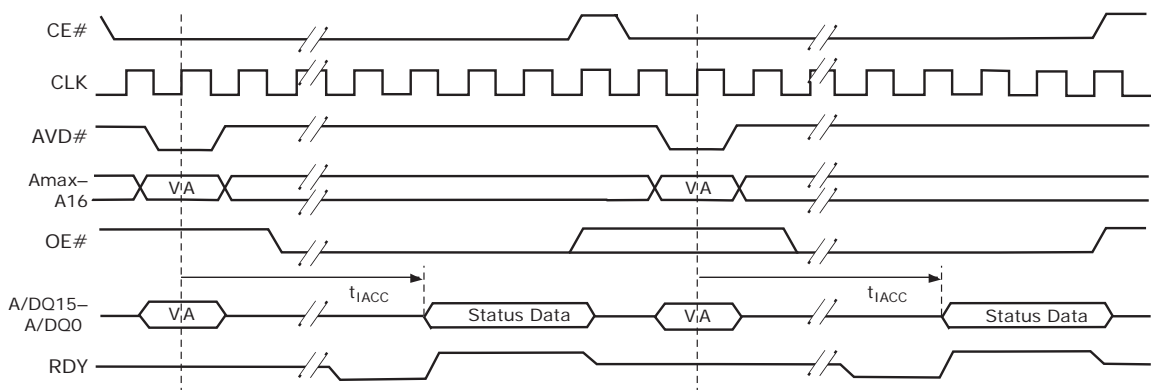 CE#
CLK
AVD#
Amax–
A16
VA
VA
OE#
tIACC
tIACC
A/DQ15–
A/DQ0
VA
Status Data
VA
Status Data
RDY